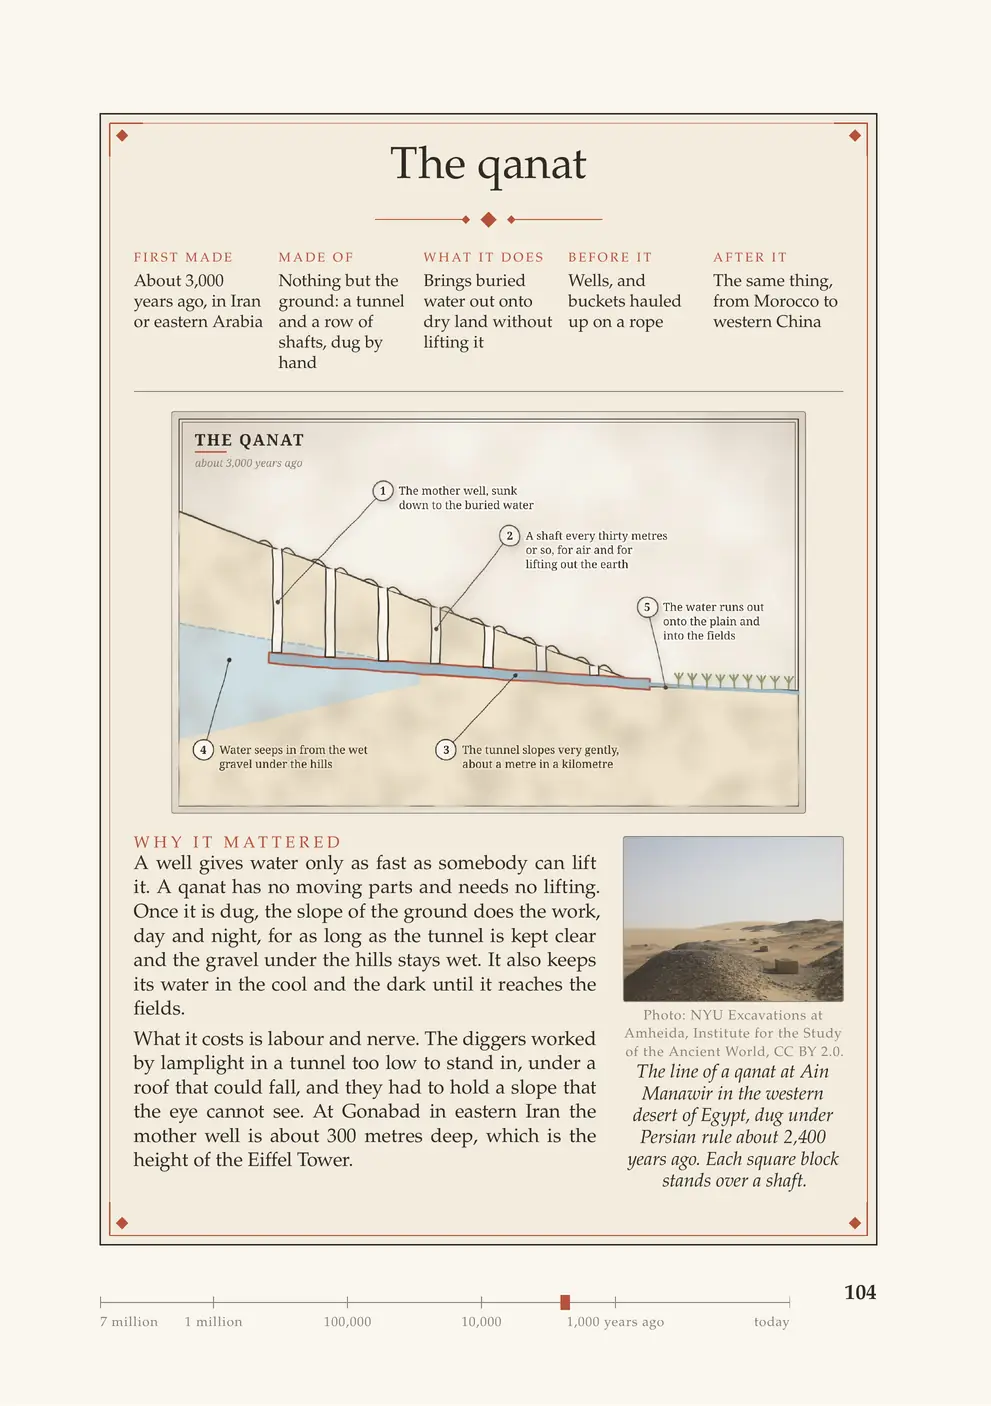 The qanat
FIRST MADE
About 3,000
years ago, in Iran
or eastern Arabia
MADE OF
Nothing but the
ground: a tunnel
and a row of
shafts, dug by
hand
WHAT IT DOES
Brings buried
water out onto
dry land without
lifting it
BEFORE IT
Wells, and
buckets hauled
up on a rope
AFTER IT
The same thing,
from Morocco to
western China
THE QANAT
about 3,000 years ago
1 The mother well, sunk
down to the buried water
2 A shaft every thirty metres
or so, for air and for
lifting out the earth
5 The water runs out
onto the plain and
into the fields
4 Water seeps in from the wet
gravel under the hills
3 The tunnel slopes very gently,
about a metre in a kilometre
WHY IT MATTERED
A well gives water only as fast as somebody can lift
it. A qanat has no moving parts and needs no lifting.
Once it is dug, the slope of the ground does the work,
day and night, for as long as the tunnel is kept clear
and the gravel under the hills stays wet. It also keeps
its water in the cool and the dark until it reaches the
fields.
What it costs is labour and nerve. The diggers worked
by lamplight in a tunnel too low to stand in, under a
roof that could fall, and they had to hold a slope that
the eye cannot see. At Gonabad in eastern Iran the
mother well is about 300 metres deep, which is the
height of the Eiffel Tower.
Photo: NYU Excavations at
Amheida, Institute for the Study
of the Ancient World, CC BY 2.0.
The line of a qanat at Ain
Manawir in the western
desert of Egypt, dug under
Persian rule about 2,400
years ago. Each square block
stands over a shaft.
104
7 million 1 million 100,000 10,000 1,000 years ago today